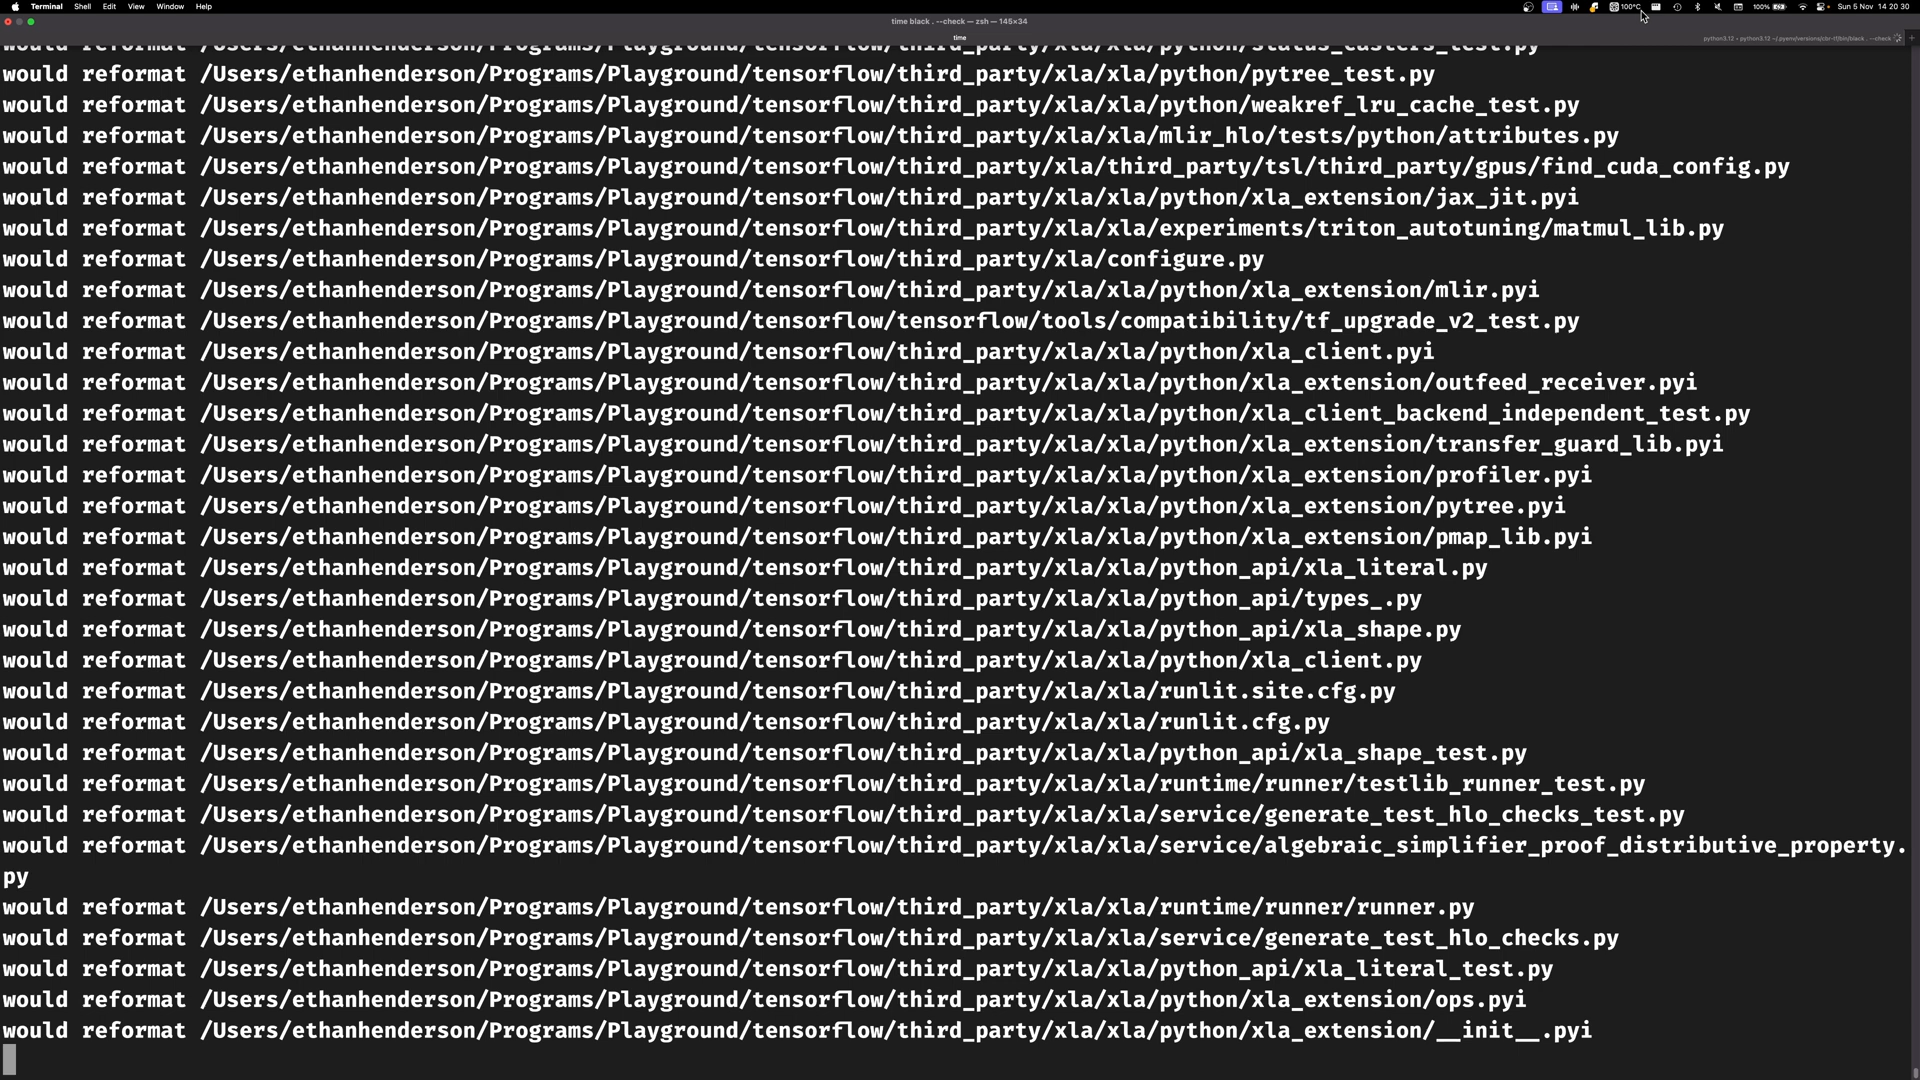 Terminal Shell Edit View Window Help 100°C 100% Sun 5 Nov 14 20 30
time black . --check — zsh — 145×34
time
would reformat /Users/ethanhenderson/Programs/Playground/tensorflow/third_party/xla/xla/python/status_casters_test.py
would reformat /Users/ethanhenderson/Programs/Playground/tensorflow/third_party/xla/xla/python/pytree_test.py
would reformat /Users/ethanhenderson/Programs/Playground/tensorflow/third_party/xla/xla/python/weakref_lru_cache_test.py
would reformat /Users/ethanhenderson/Programs/Playground/tensorflow/third_party/xla/xla/mlir_hlo/tests/python/attributes.py
would reformat /Users/ethanhenderson/Programs/Playground/tensorflow/third_party/xla/third_party/tsl/third_party/gpus/find_cuda_config.py
would reformat /Users/ethanhenderson/Programs/Playground/tensorflow/third_party/xla/xla/python/xla_extension/jax_jit.pyi
would reformat /Users/ethanhenderson/Programs/Playground/tensorflow/third_party/xla/xla/experiments/triton_autotuning/matmul_lib.py
would reformat /Users/ethanhenderson/Programs/Playground/tensorflow/third_party/xla/configure.py
would reformat /Users/ethanhenderson/Programs/Playground/tensorflow/third_party/xla/xla/python/xla_extension/mlir.pyi
would reformat /Users/ethanhenderson/Programs/Playground/tensorflow/tensorflow/tools/compatibility/tf_upgrade_v2_test.py
would reformat /Users/ethanhenderson/Programs/Playground/tensorflow/third_party/xla/xla/python/xla_client.pyi
would reformat /Users/ethanhenderson/Programs/Playground/tensorflow/third_party/xla/xla/python/xla_extension/outfeed_receiver.pyi
would reformat /Users/ethanhenderson/Programs/Playground/tensorflow/third_party/xla/xla/python/xla_client_backend_independent_test.py
would reformat /Users/ethanhenderson/Programs/Playground/tensorflow/third_party/xla/xla/python/xla_extension/transfer_guard_lib.pyi
would reformat /Users/ethanhenderson/Programs/Playground/tensorflow/third_party/xla/xla/python/xla_extension/profiler.pyi
would reformat /Users/ethanhenderson/Programs/Playground/tensorflow/third_party/xla/xla/python/xla_extension/pytree.pyi
would reformat /Users/ethanhenderson/Programs/Playground/tensorflow/third_party/xla/xla/python/xla_extension/pmap_lib.pyi
would reformat /Users/ethanhenderson/Programs/Playground/tensorflow/third_party/xla/xla/python_api/xla_literal.py
would reformat /Users/ethanhenderson/Programs/Playground/tensorflow/third_party/xla/xla/python_api/types_.py
would reformat /Users/ethanhenderson/Programs/Playground/tensorflow/third_party/xla/xla/python_api/xla_shape.py
would reformat /Users/ethanhenderson/Programs/Playground/tensorflow/third_party/xla/xla/python/xla_client.py
would reformat /Users/ethanhenderson/Programs/Playground/tensorflow/third_party/xla/xla/runlit.site.cfg.py
would reformat /Users/ethanhenderson/Programs/Playground/tensorflow/third_party/xla/xla/runlit.cfg.py
would reformat /Users/ethanhenderson/Programs/Playground/tensorflow/third_party/xla/xla/python_api/xla_shape_test.py
would reformat /Users/ethanhenderson/Programs/Playground/tensorflow/third_party/xla/xla/runtime/runner/testlib_runner_test.py
would reformat /Users/ethanhenderson/Programs/Playground/tensorflow/third_party/xla/xla/service/generate_test_hlo_checks_test.py
would reformat /Users/ethanhenderson/Programs/Playground/tensorflow/third_party/xla/xla/service/algebraic_simplifier_proof_distributive_property.
py
would reformat /Users/ethanhenderson/Programs/Playground/tensorflow/third_party/xla/xla/runtime/runner/runner.py
would reformat /Users/ethanhenderson/Programs/Playground/tensorflow/third_party/xla/xla/service/generate_test_hlo_checks.py
would reformat /Users/ethanhenderson/Programs/Playground/tensorflow/third_party/xla/xla/python_api/xla_literal_test.py
would reformat /Users/ethanhenderson/Programs/Playground/tensorflow/third_party/xla/xla/python/xla_extension/ops.pyi
would reformat /Users/ethanhenderson/Programs/Playground/tensorflow/third_party/xla/xla/python/xla_extension/__init__.pyi